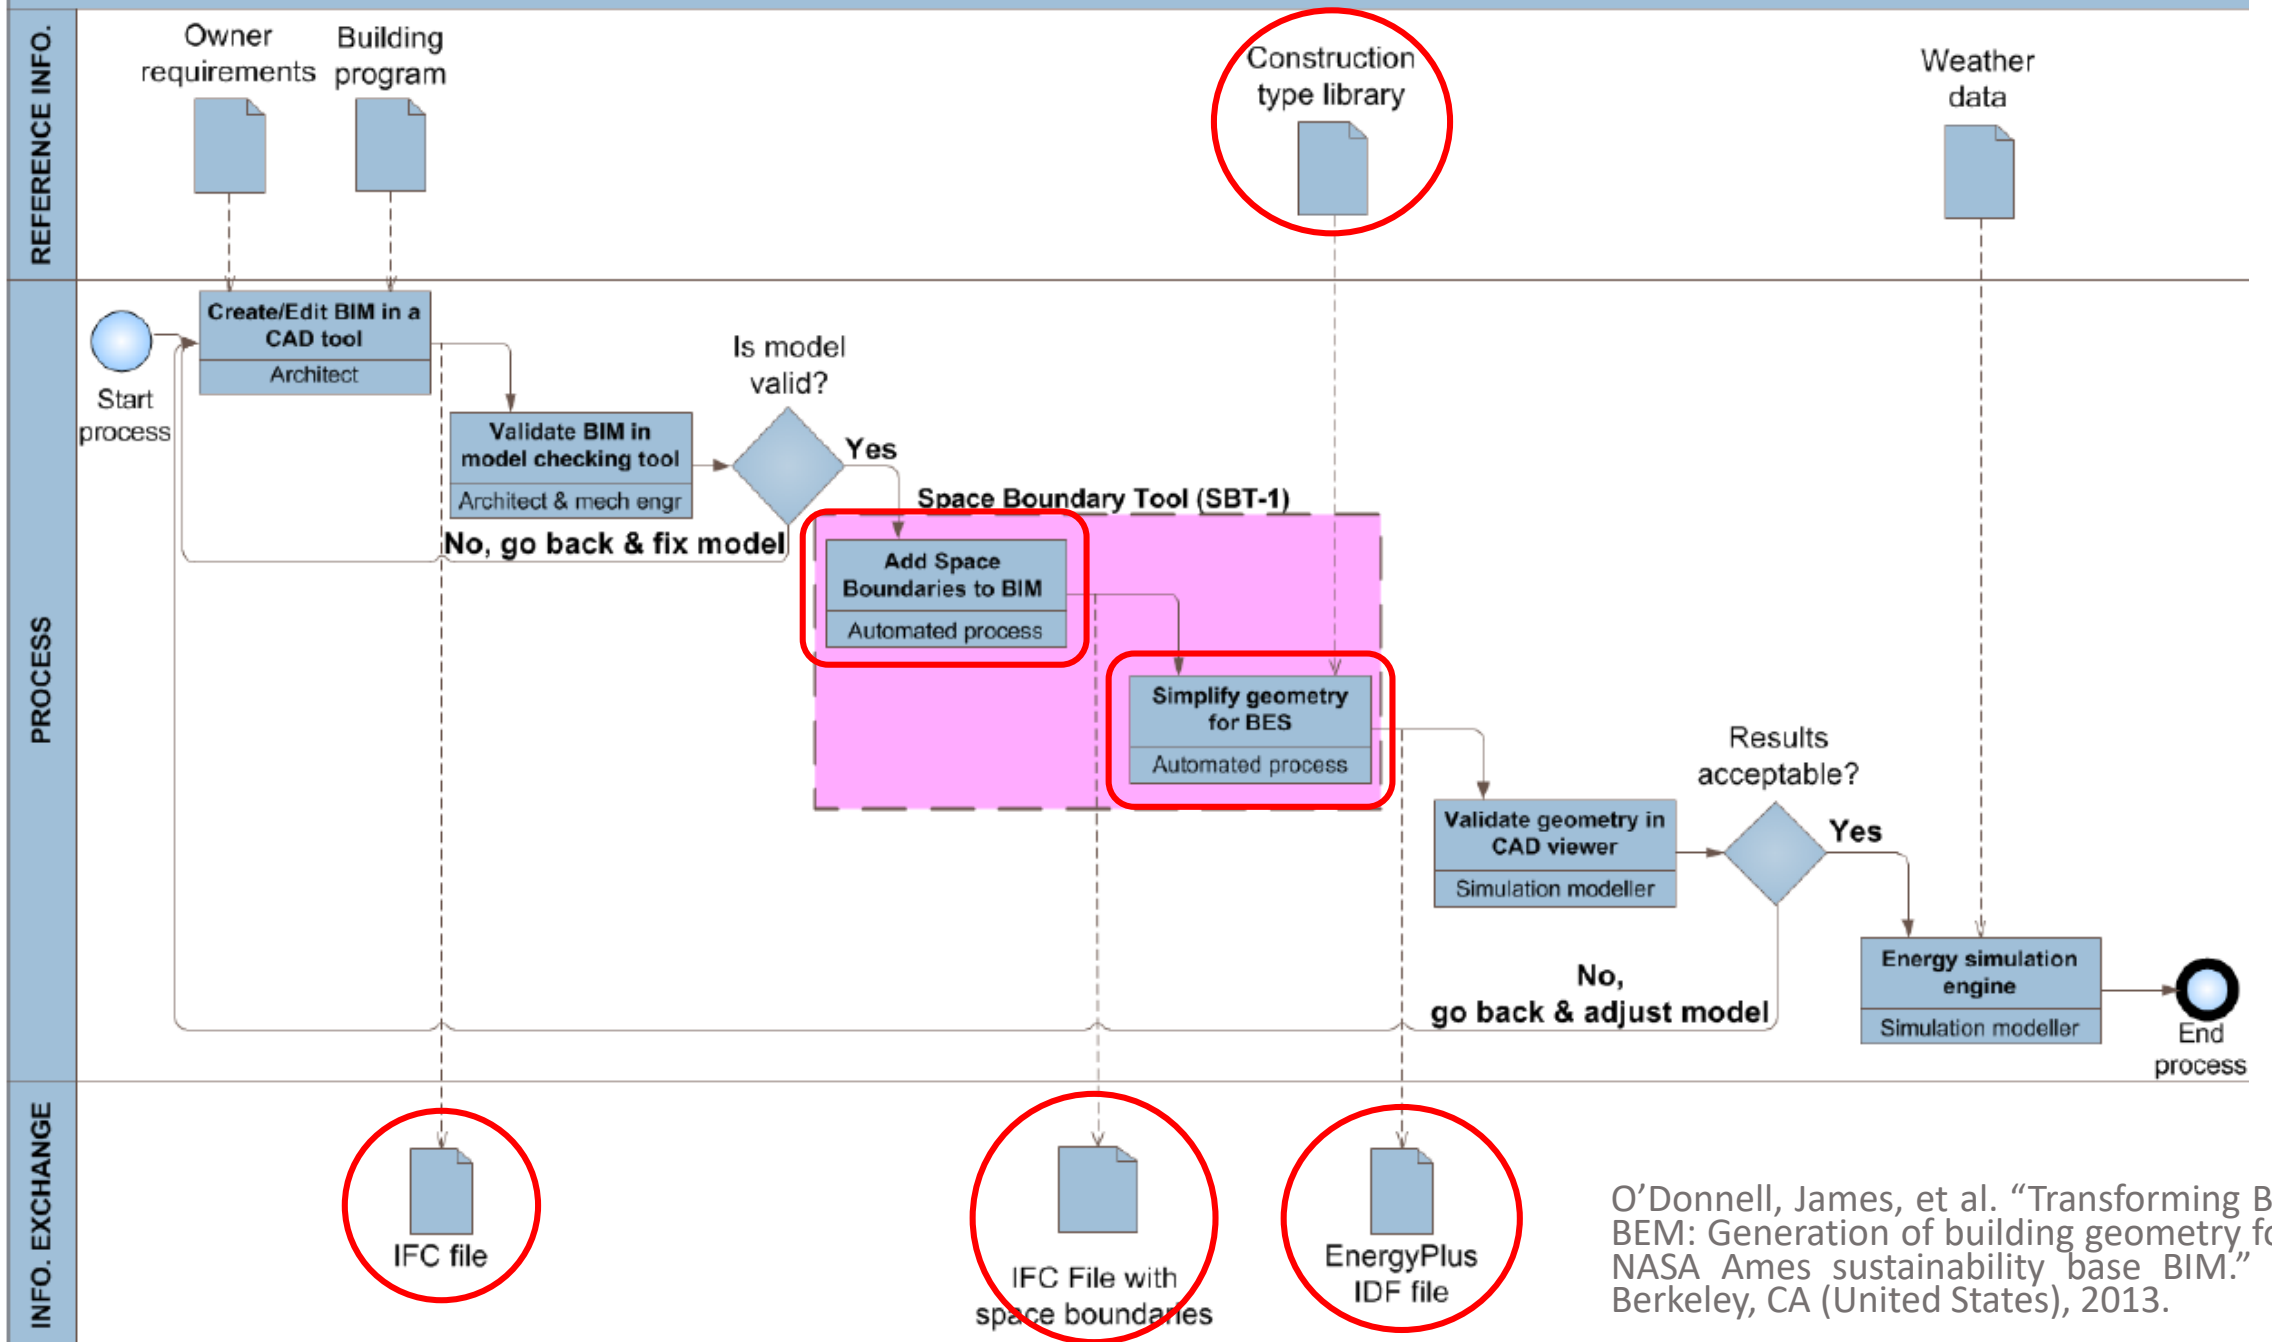 REFERENCE INFO.
Owner
requirements
Building
program
Construction
type library
Weather
data
PROCESS
Start
process
Create/Edit BIM in a
CAD tool
Architect
Validate BIM in
model checking tool
Architect & mech engr
Is model
valid?
Yes
No, go back & fix model
Space Boundary Tool (SBT-1)
Add Space
Boundaries to BIM
Automated process
Simplify geometry
for BES
Automated process
Validate geometry in
CAD viewer
Simulation modeller
Results
acceptable?
Yes
No,
go back & adjust model
Energy simulation
engine
Simulation modeller
End
process
INFO. EXCHANGE
IFC file
IFC File with
space boundaries
EnergyPlus
IDF file
O’Donnell, James, et al. “Transforming
BEM: Generation of building geometry
NASA Ames sustainability base BIM.”
Berkeley, CA (United States), 2013.